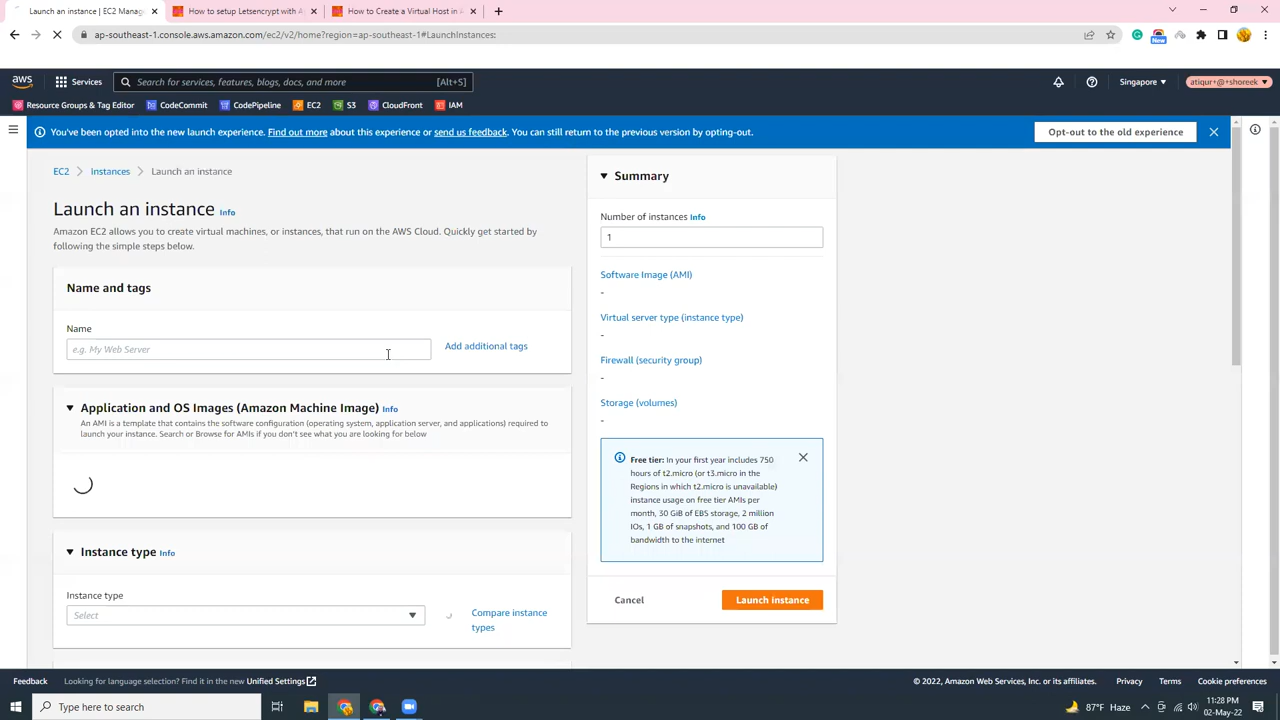 Launch an instance | EC2 Manag
How to setup Letsencrypt with A
How to Create a Virtual Host in
ap-southeast-1.console.aws.amazon.com/ec2/v2/home?region=ap-southeast-1#LaunchInstances:
New
aws
Services
Search for services, features, blogs, docs, and more
[Alt+S]
Singapore
atiqur+@+shoreek
Resource Groups & Tag Editor
CodeCommit
CodePipeline
EC2
S3
CloudFront
IAM
You've been opted into the new launch experience. Find out more about this experience or send us feedback. You can still return to the previous version by opting-out.
Opt-out to the old experience
EC2 > Instances > Launch an instance
Launch an instance Info
Amazon EC2 allows you to create virtual machines, or instances, that run on the AWS Cloud. Quickly get started by
following the simple steps below.
Name and tags
Name
e.g. My Web Server
Add additional tags
Application and OS Images (Amazon Machine Image) Info
An AMI is a template that contains the software configuration (operating system, application server, and applications) required to
launch your instance. Search or Browse for AMIs if you don't see what you are looking for below
Instance type Info
Instance type
Select
Compare instance
types
Summary
Number of instances Info
1
Software Image (AMI)
-
Virtual server type (instance type)
-
Firewall (security group)
-
Storage (volumes)
-
Free tier: In your first year includes 750
hours of t2.micro (or t3.micro in the
Regions in which t2.micro is unavailable)
instance usage on free tier AMIs per
month, 30 GiB of EBS storage, 2 million
IOs, 1 GB of snapshots, and 100 GB of
bandwidth to the internet
Cancel
Launch instance
Feedback
Looking for language selection? Find it in the new Unified Settings
© 2022, Amazon Web Services, Inc. or its affiliates.
Privacy
Terms
Cookie preferences
Type here to search
87°F Haze
11:28 PM
02-May-22